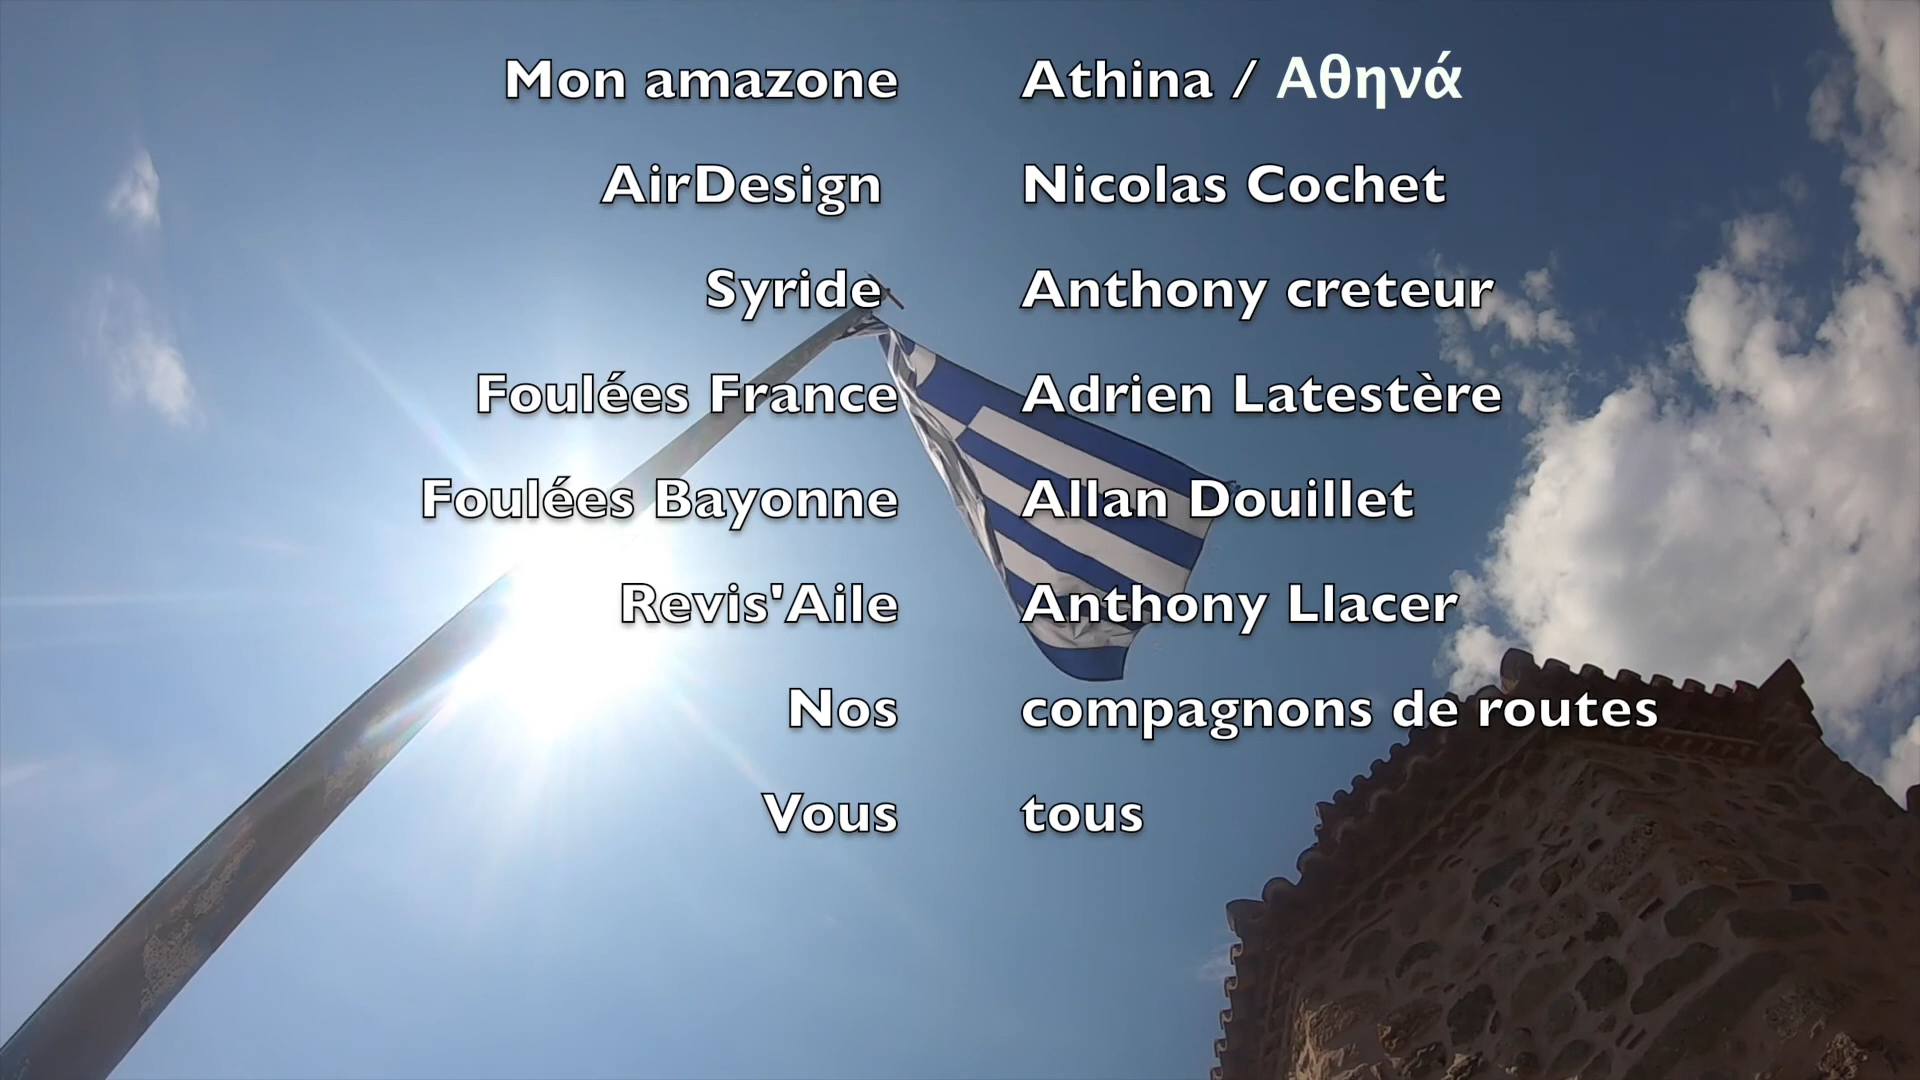 Mon amazone Athina / Αθηνά
AirDesign Nicolas Cochet
Syride Anthony creteur
Foulées France Adrien Latestère
Foulées Bayonne Allan Douillet
Revis'Aile Anthony Llacer
Nos compagnons de routes
Vous tous